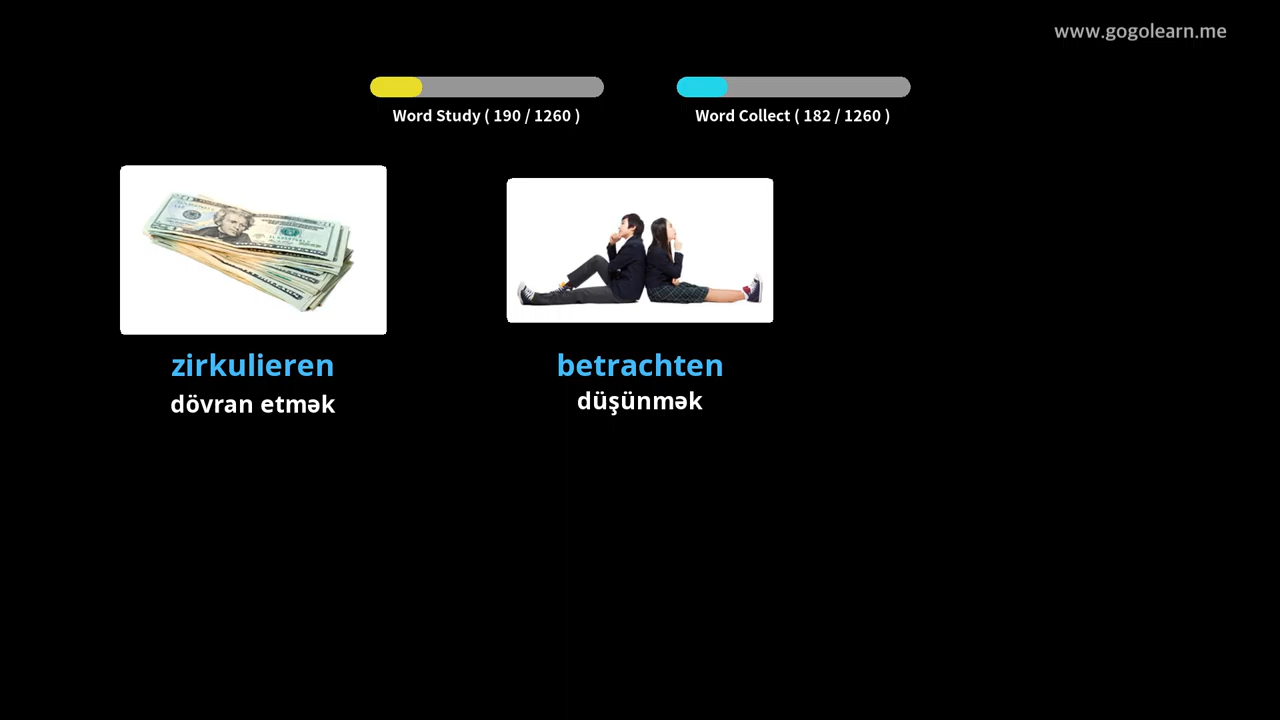 www.gogolearn.me
Word Study ( 190 / 1260 )
Word Collect ( 182 / 1260 )
zirkulieren
dövran etmək
betrachten
düşünmək